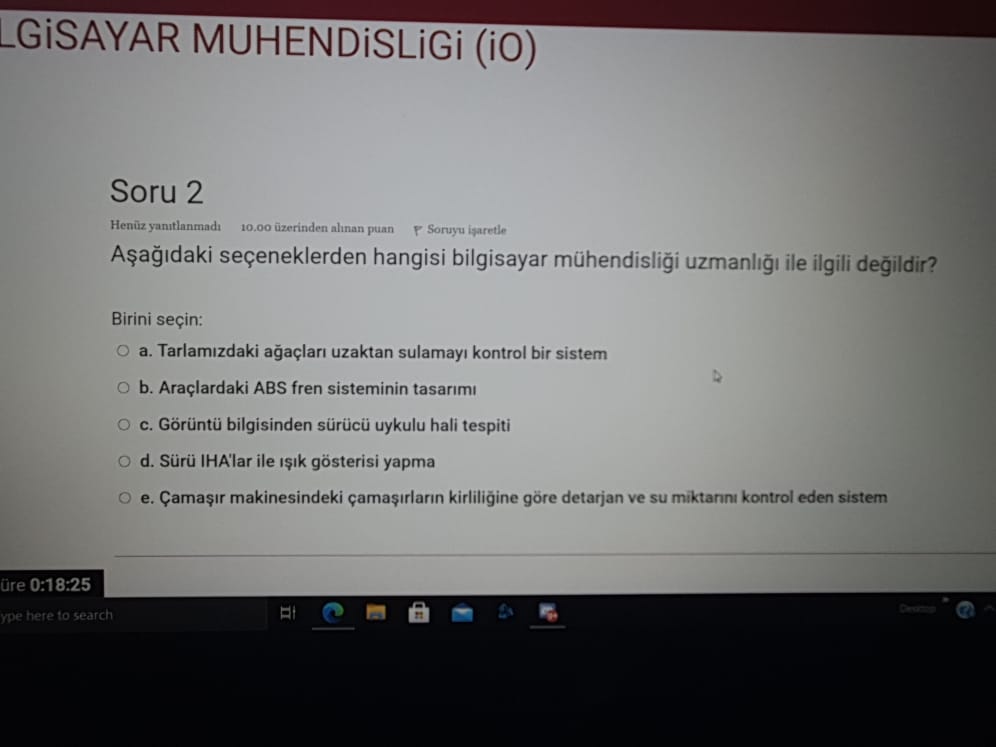 LGiSAYAR MUHENDiSLiGi (iO)
Soru 2
Henüz yanıtlanmadı 10.00 üzerinden alınan puan Soruyu işaretle
Aşağıdaki seçeneklerden hangisi bilgisayar mühendisliği uzmanlığı ile ilgili değildir?
Birini seçin:
a. Tarlamızdaki ağaçları uzaktan sulamayı kontrol bir sistem
b. Araçlardaki ABS fren sisteminin tasarımı
c. Görüntü bilgisinden sürücü uykulu hali tespiti
d. Sürü IHA'lar ile ışık gösterisi yapma
e. Çamaşır makinesindeki çamaşırların kirliliğine göre detarjan ve su miktarını kontrol eden sistem
üre 0:18:25
ype here to search
Desktop